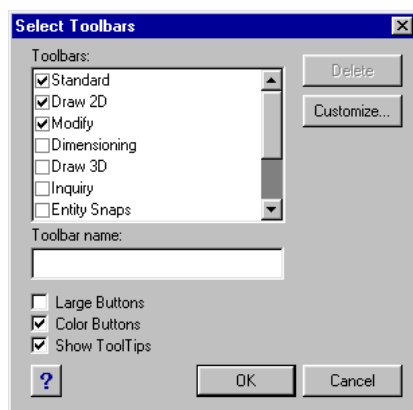 Select Toolbars
Toolbars:
Standard
Draw 2D
Modify
Dimensioning
Draw 3D
Inquiry
Entity Snaps
Delete
Customize...
Toolbar name:
Large Buttons
Color Buttons
Show ToolTips
?
OK
Cancel